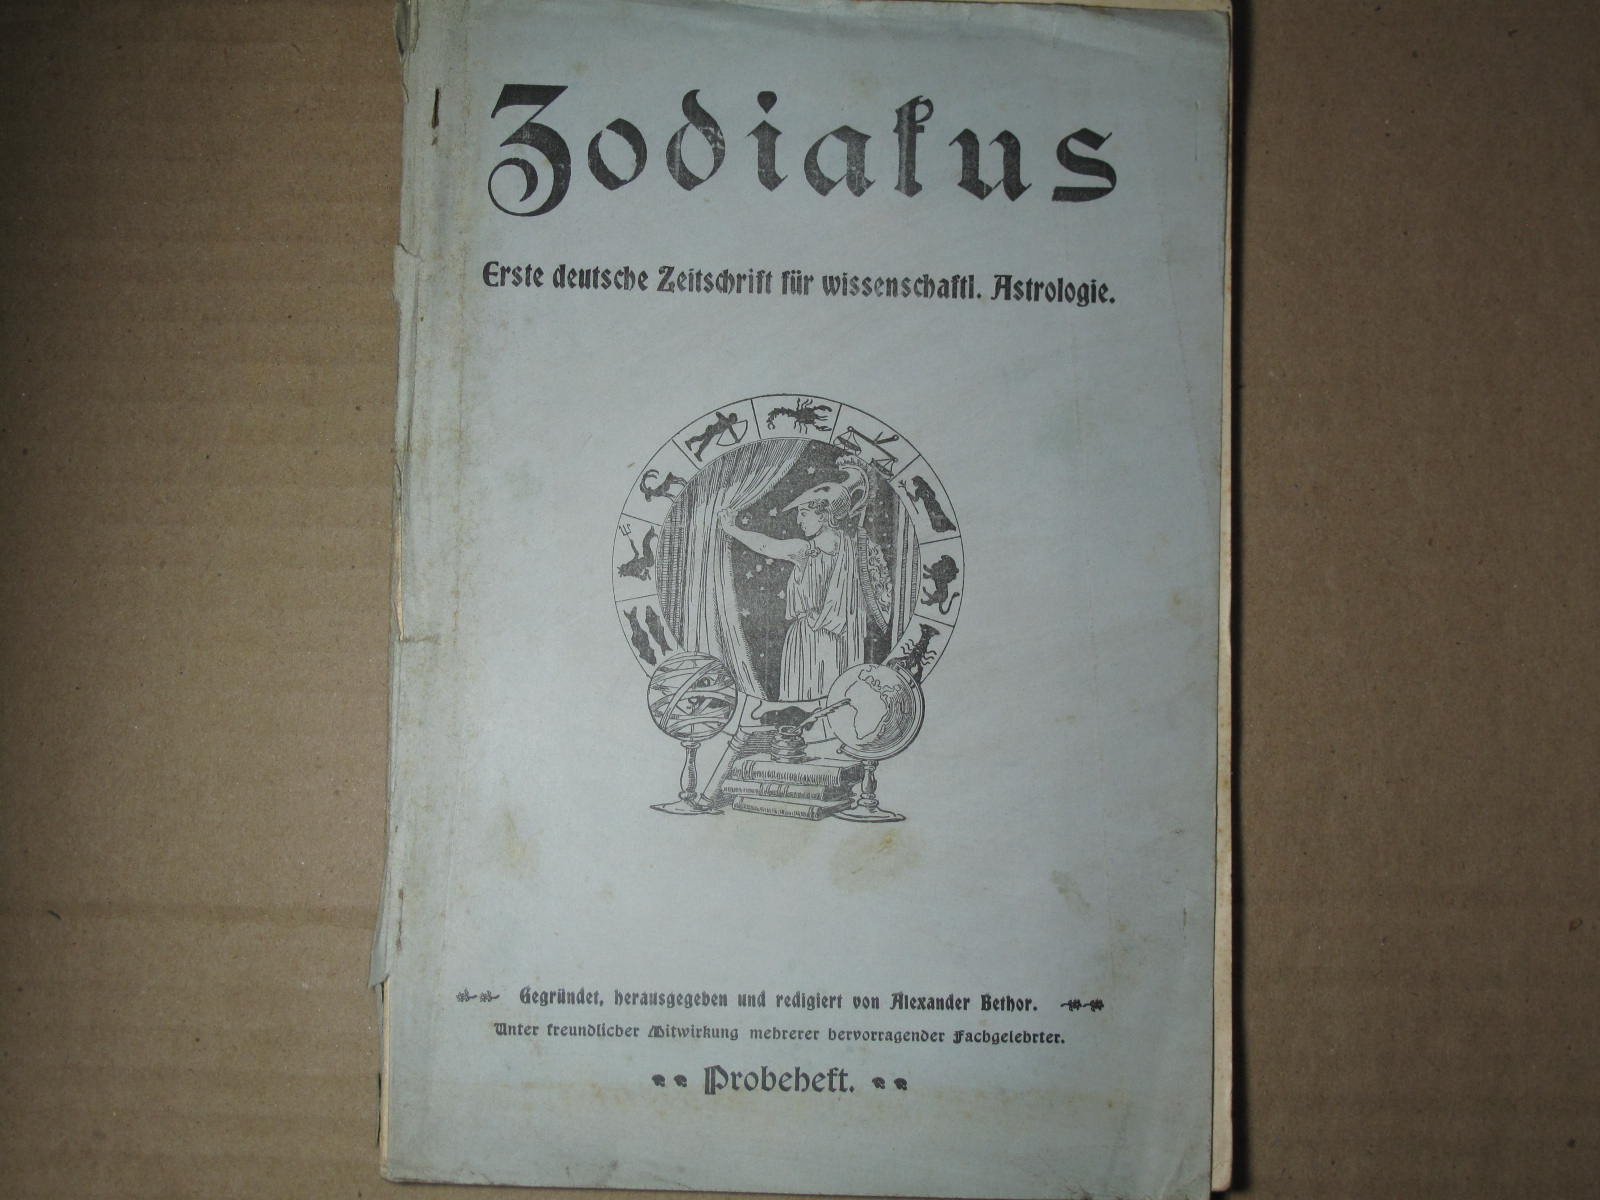 Zodiakus
Erste deutsche Zeitschrift für wissenschaftl. Astrologie.
Gegründet, herausgegeben und redigiert von Alexander Bethor.
Unter freundlicher Mitwirkung mehrerer hervorragender Fachgelehrter.
Probeheft.